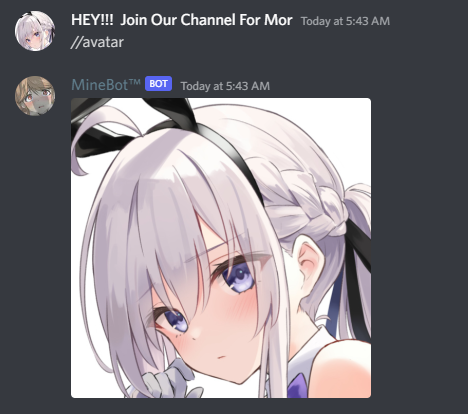 HEY!!! Join Our Channel For Mor Today at 5:43 AM
//avatar
MineBot™ BOT Today at 5:43 AM